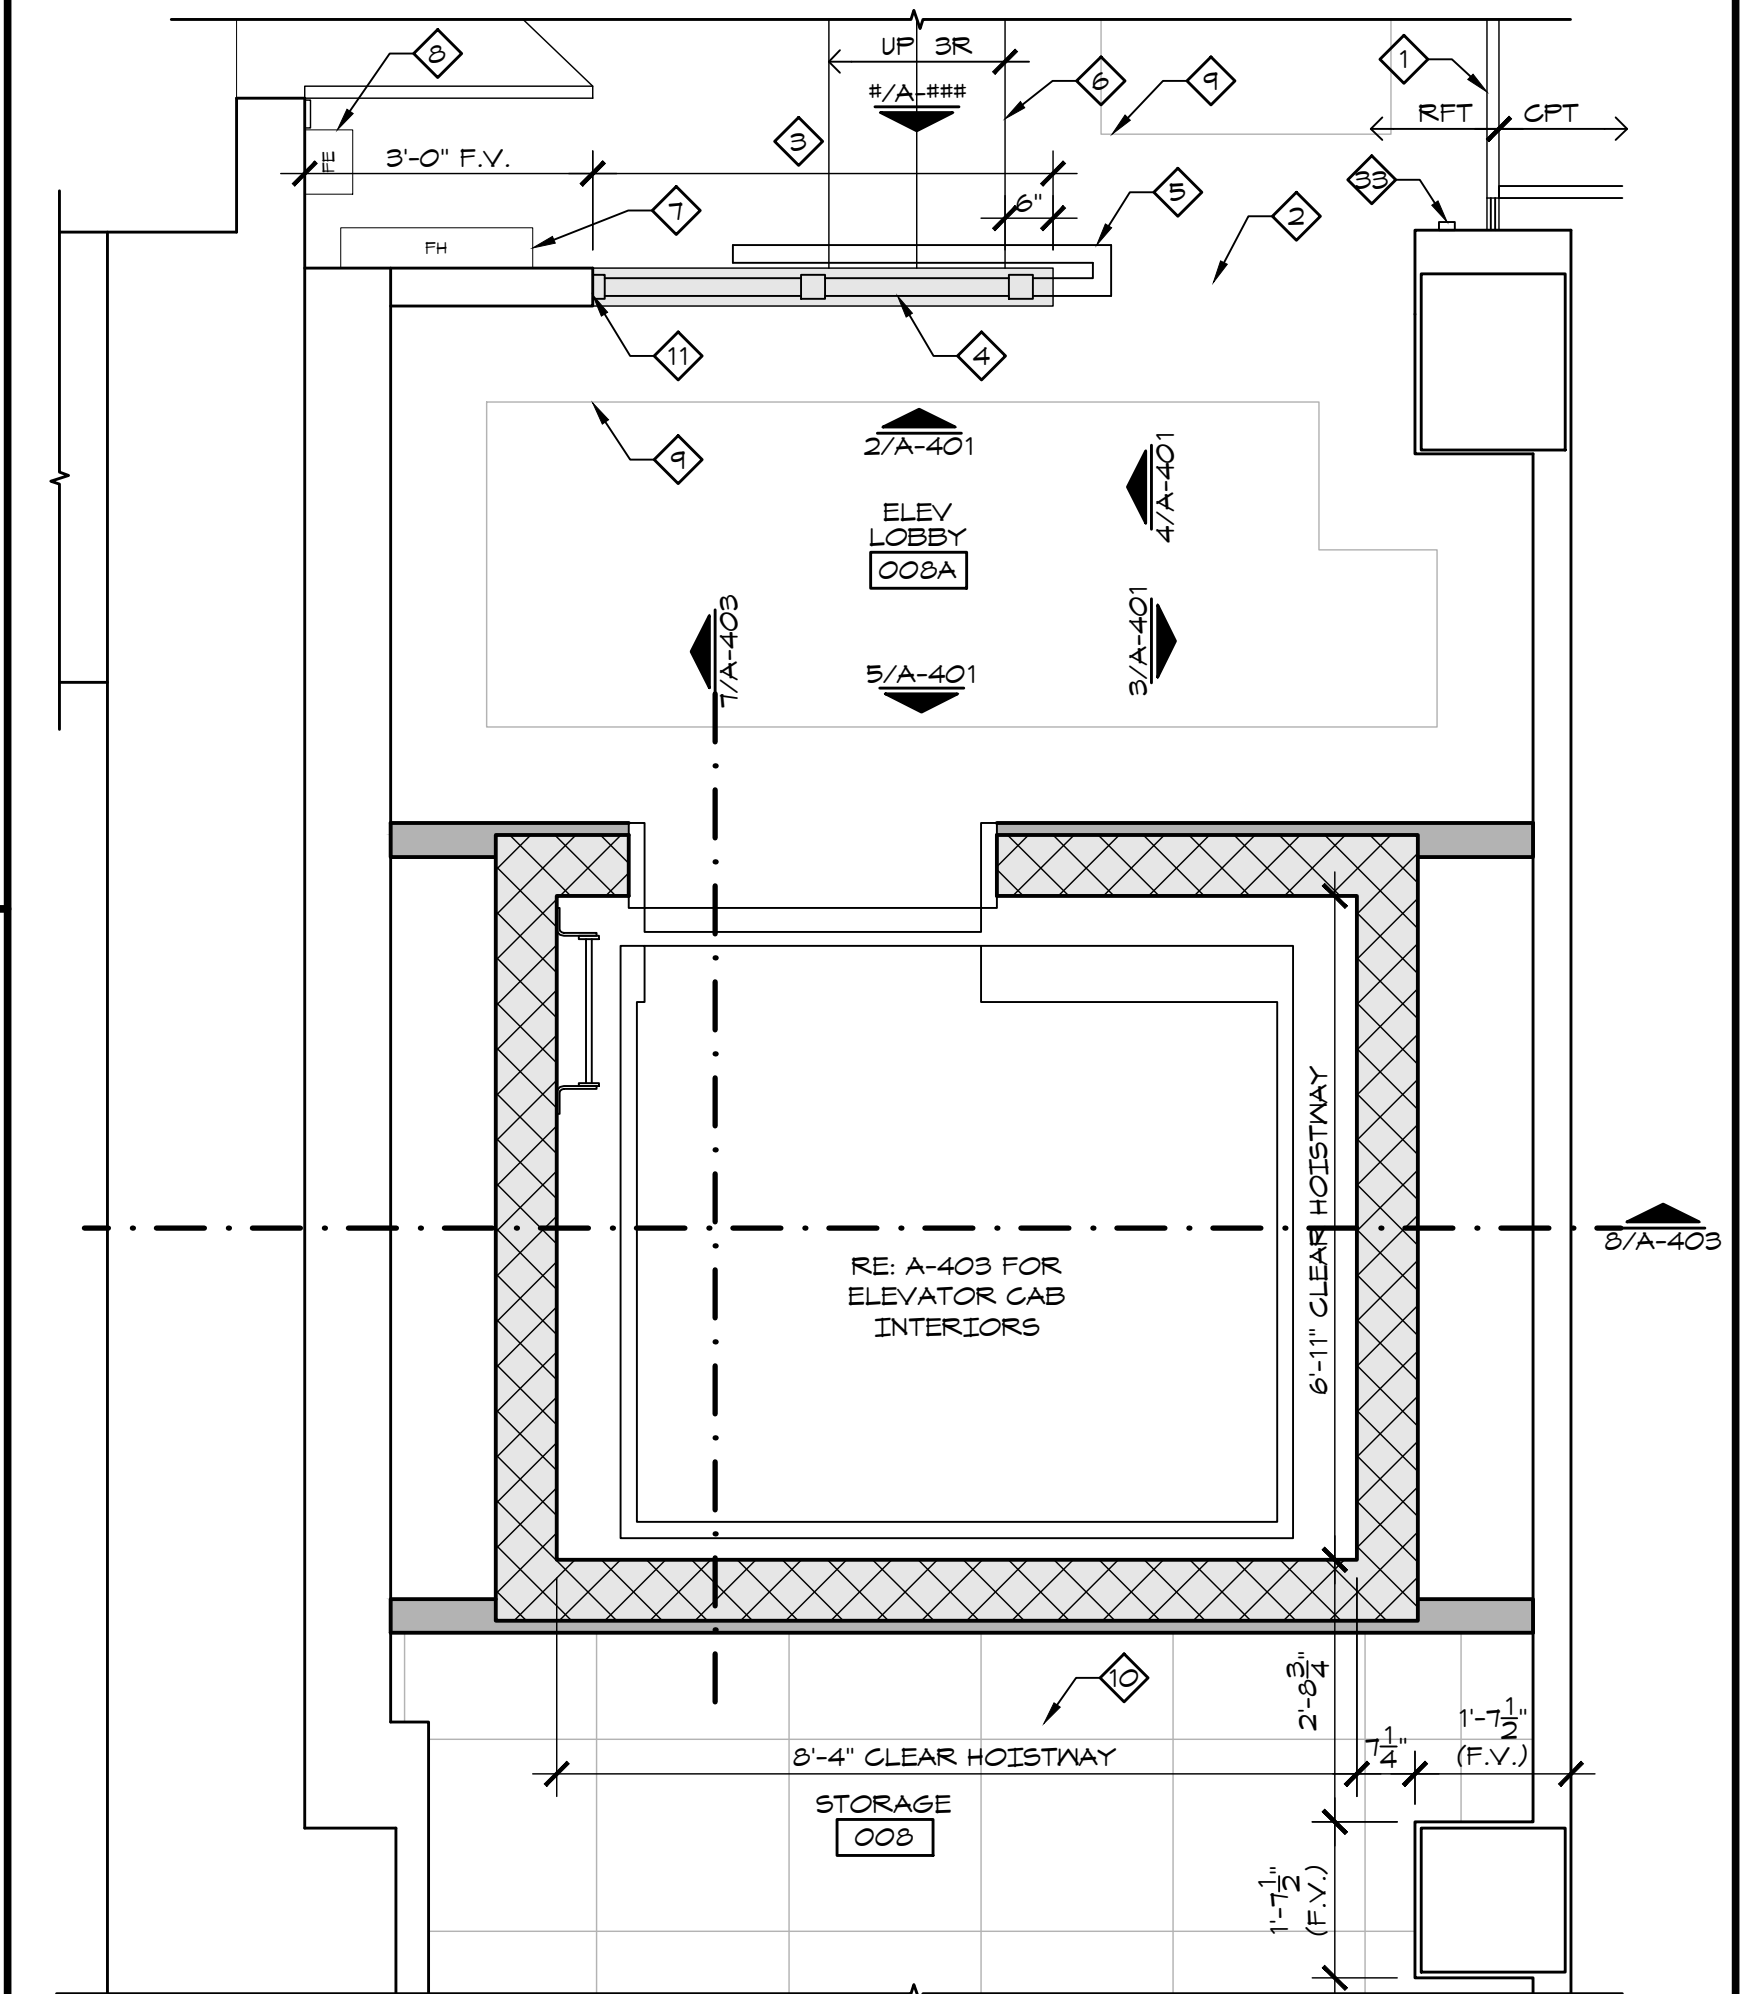 8
UP 3R
6
9
1
#/A-###
RFT
CPT
3
FE
3'-0" F.V.
33
5
7
6"
2
FH
11
4
9
2/A-401
4/A-401
ELEV
LOBBY
008A
7/A-403
3/A-401
5/A-401
6'-11" CLEAR HOISTWAY
8/A-403
RE: A-403 FOR
ELEVATOR CAB
INTERIORS
10
2'-8 3/4"
1'-7 1/2"
(F.V.)
7 1/4"
8'-4" CLEAR HOISTWAY
STORAGE
008
1'-7 1/2"
(F.V.)